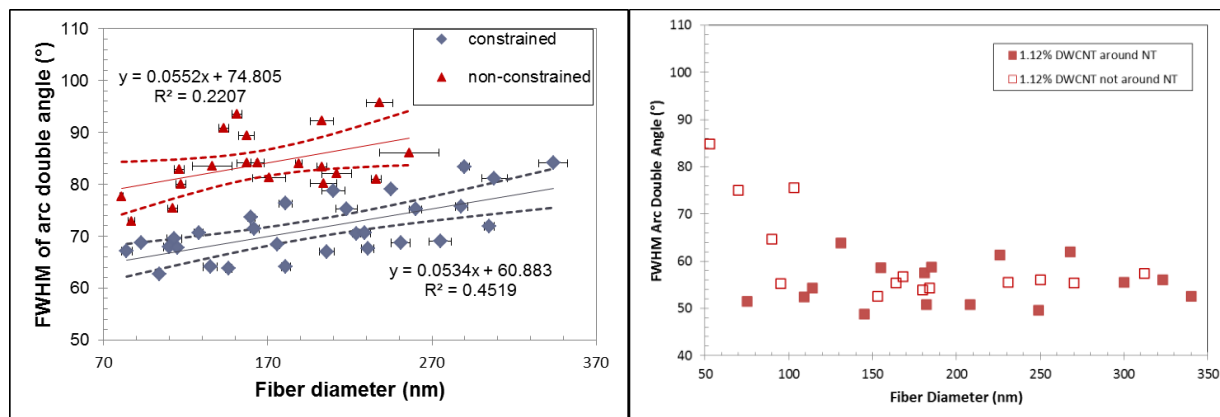 110
100
90
80
70
60
50
70
170
270
370
FWHM of arc double angle (°)
Fiber diameter (nm)
constrained
non-constrained
y = 0.0552x + 74.805
R² = 0.2207
y = 0.0534x + 60.883
R² = 0.4519
110
100
90
80
70
60
50
40
50
100
150
200
250
300
350
FWHM Arc Double Angle (°)
Fiber Diameter (nm)
1.12% DWCNT around NT
1.12% DWCNT not around NT